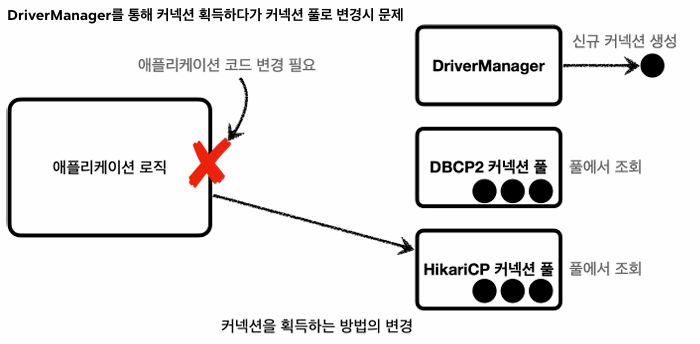 DriverManager를 통해 커넥션 획득하다가 커넥션 풀로 변경시 문제
애플리케이션 코드 변경 필요
애플리케이션 로직
DriverManager
신규 커넥션 생성
DBCP2 커넥션 풀
풀에서 조회
HikariCP 커넥션 풀
풀에서 조회
커넥션을 획득하는 방법의 변경